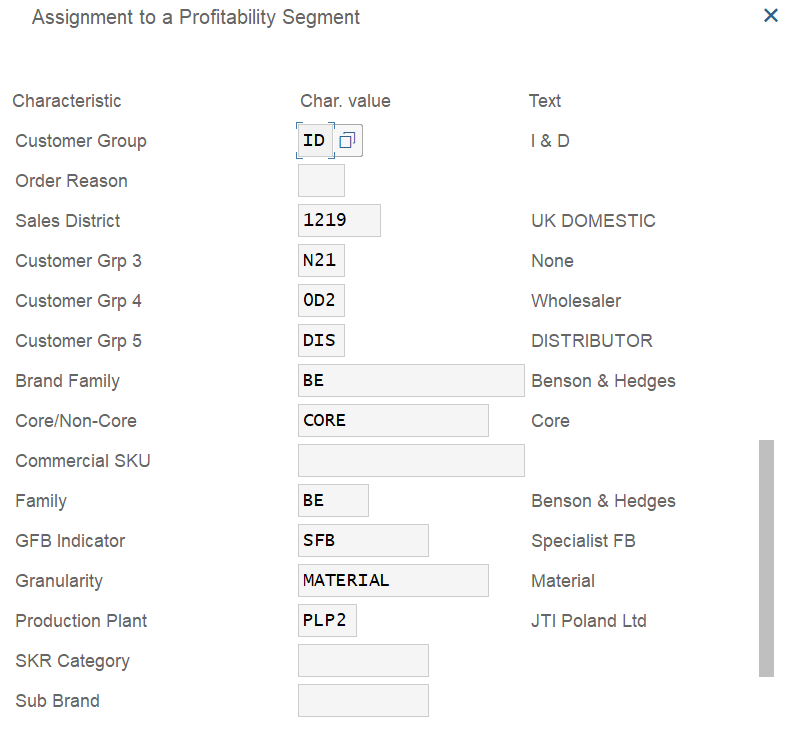 Assignment to a Profitability Segment
Characteristic Char. value Text
Customer Group ID I & D
Order Reason
Sales District 1219 UK DOMESTIC
Customer Grp 3 N21 None
Customer Grp 4 0D2 Wholesaler
Customer Grp 5 DIS DISTRIBUTOR
Brand Family BE Benson & Hedges
Core/Non-Core CORE Core
Commercial SKU
Family BE Benson & Hedges
GFB Indicator SFB Specialist FB
Granularity MATERIAL Material
Production Plant PLP2 JTI Poland Ltd
SKR Category
Sub Brand